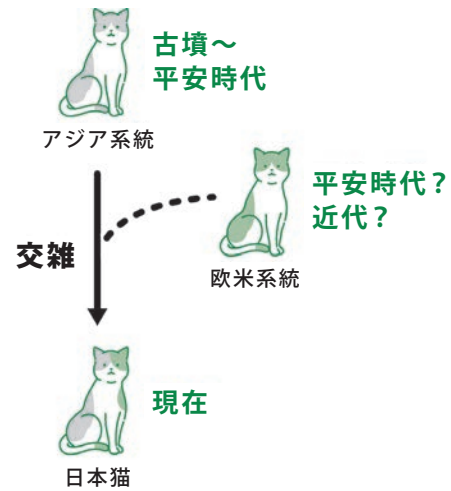 古墳～
平安時代
アジア系統
平安時代？
近代？
交雑
欧米系統
現在
日本猫